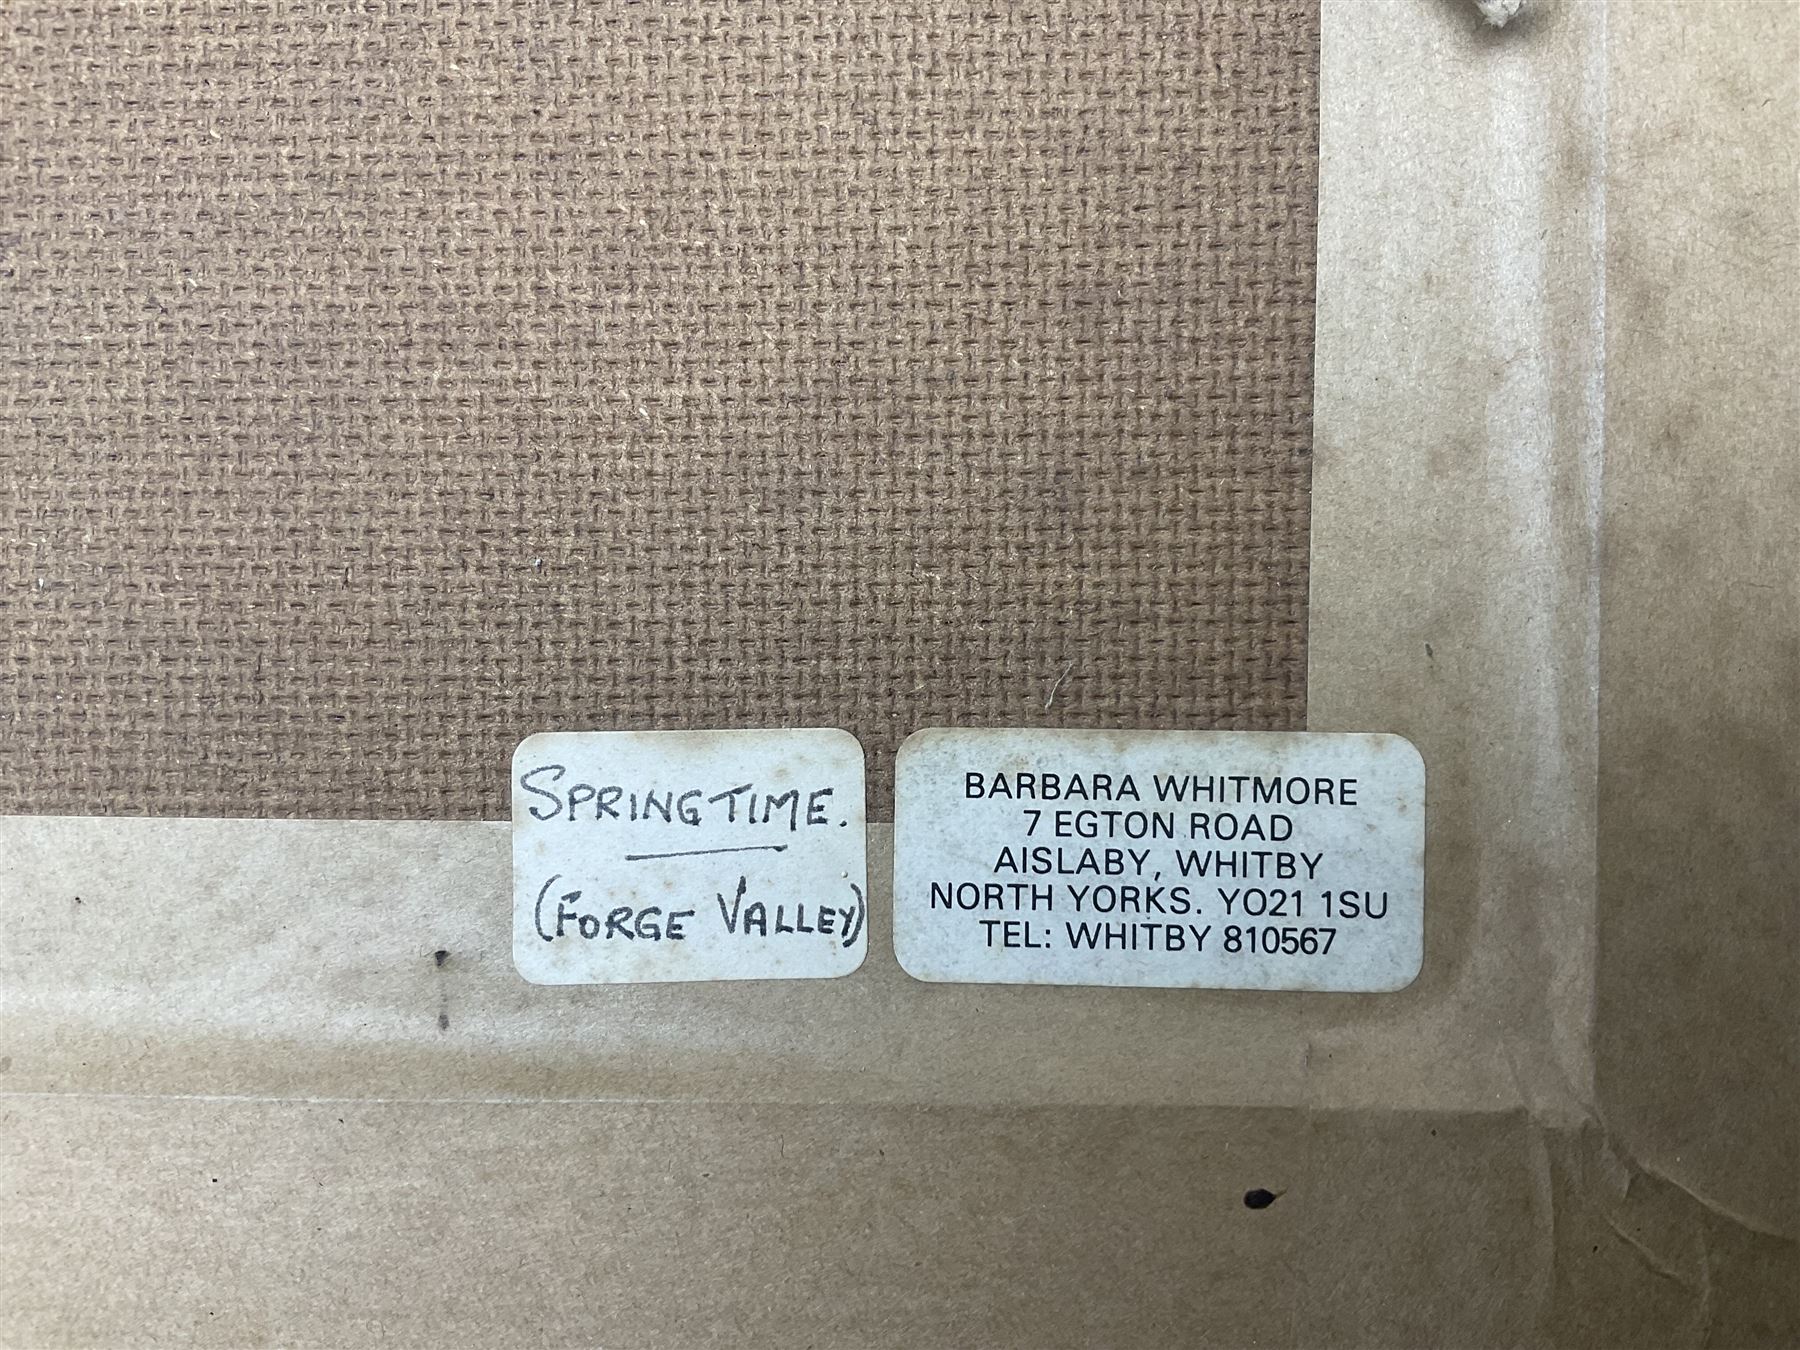 SPRINGTIME.
(FORGE VALLEY)
BARBARA WHITMORE
7 EGTON ROAD
AISLABY, WHITBY
NORTH YORKS. YO21 1SU
TEL: WHITBY 810567